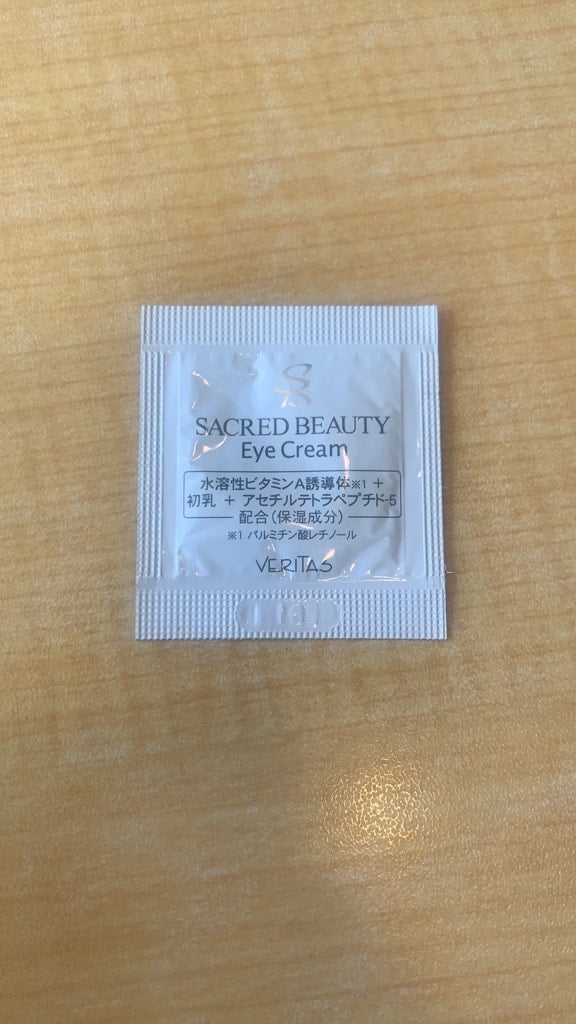 SACRED BEAUTY
Eye Cream
水溶性ビタミンA誘導体※1 +
初乳 + アセチルテトラペプチド-5
配合(保湿成分)
※1 パルミチン酸レチノール
VERITAS